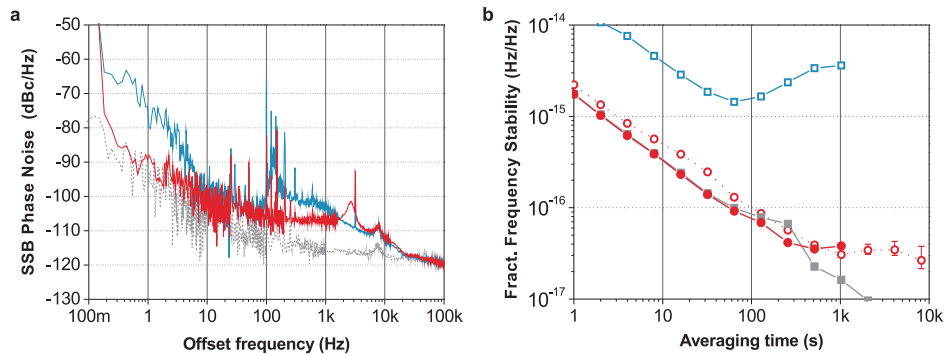 a
SSB Phase Noise (dBc/Hz)
-50
-60
-70
-80
-90
-100
-110
-120
-130
100m
1
10
100
1k
10k
100k
Offset frequency (Hz)
b
Fract. Frequency Stability (Hz/Hz)
10-14
10-15
10-16
10-17
1
10
100
1k
10k
Averaging time (s)